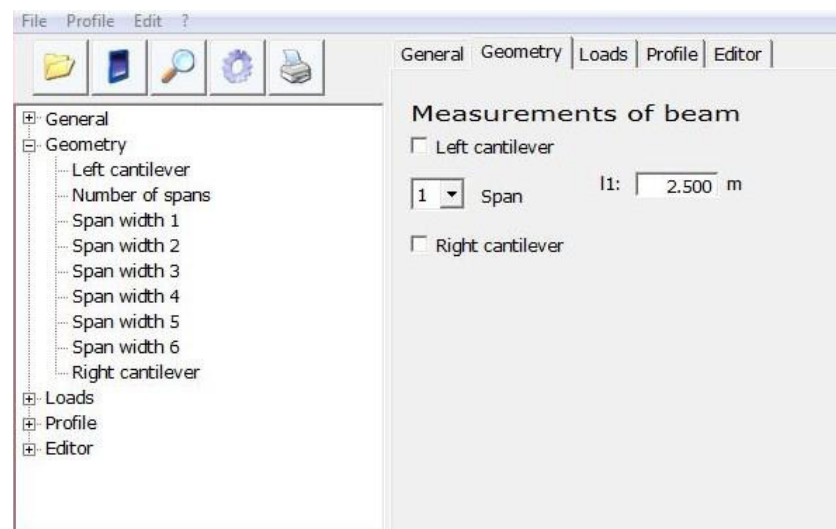 File Profile Edit ?
General Geometry Loads Profile Editor
General
Geometry
Left cantilever
Number of spans
Span width 1
Span width 2
Span width 3
Span width 4
Span width 5
Span width 6
Right cantilever
Loads
Profile
Editor
Measurements of beam
Left cantilever
1 Span l1: 2.500 m
Right cantilever